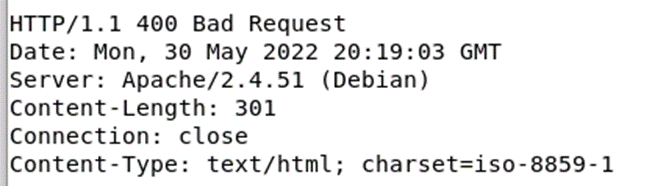 HTTP/1.1 400 Bad Request
Date: Mon, 30 May 2022 20:19:03 GMT
Server: Apache/2.4.51 (Debian)
Content-Length: 301
Connection: close
Content-Type: text/html; charset=iso-8859-1